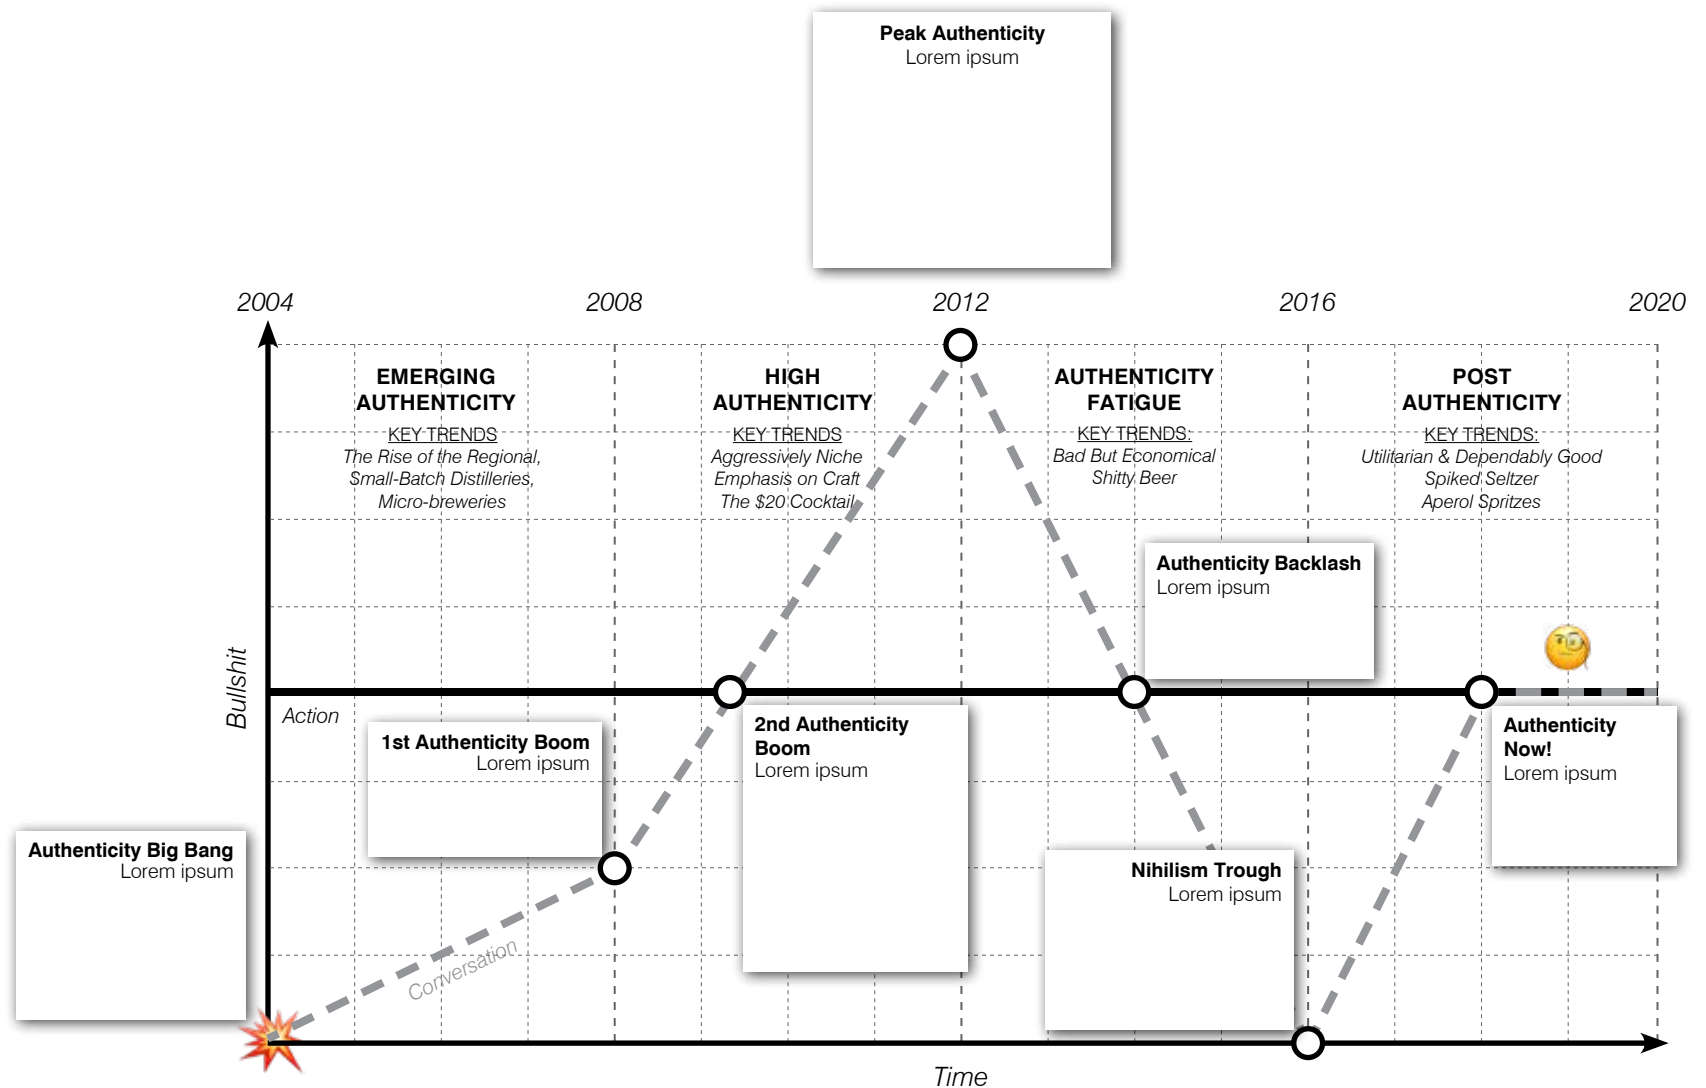 Peak Authenticity
Lorem ipsum
2004
2008
2012
2016
2020
EMERGING
AUTHENTICITY
KEY TRENDS
The Rise of the Regional,
Small-Batch Distilleries,
Micro-breweries
HIGH
AUTHENTICITY
KEY TRENDS
Aggressively Niche
Emphasis on Craft
The $20 Cocktail
AUTHENTICITY
FATIGUE
KEY TRENDS:
Bad But Economical
Shitty Beer
POST
AUTHENTICITY
KEY TRENDS:
Utilitarian & Dependably Good
Spiked Seltzer
Aperol Spritzes
Authenticity Backlash
Lorem ipsum
Bullshit
Action
1st Authenticity Boom
Lorem ipsum
2nd Authenticity
Boom
Lorem ipsum
Authenticity
Now!
Lorem ipsum
Authenticity Big Bang
Lorem ipsum
Nihilism Trough
Lorem ipsum
Conversation
Time